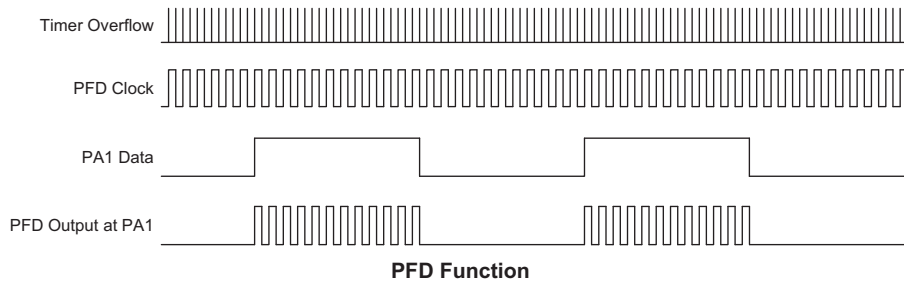 Timer Overflow
PFD Clock
PA1 Data
PFD Output at PA1
PFD Function